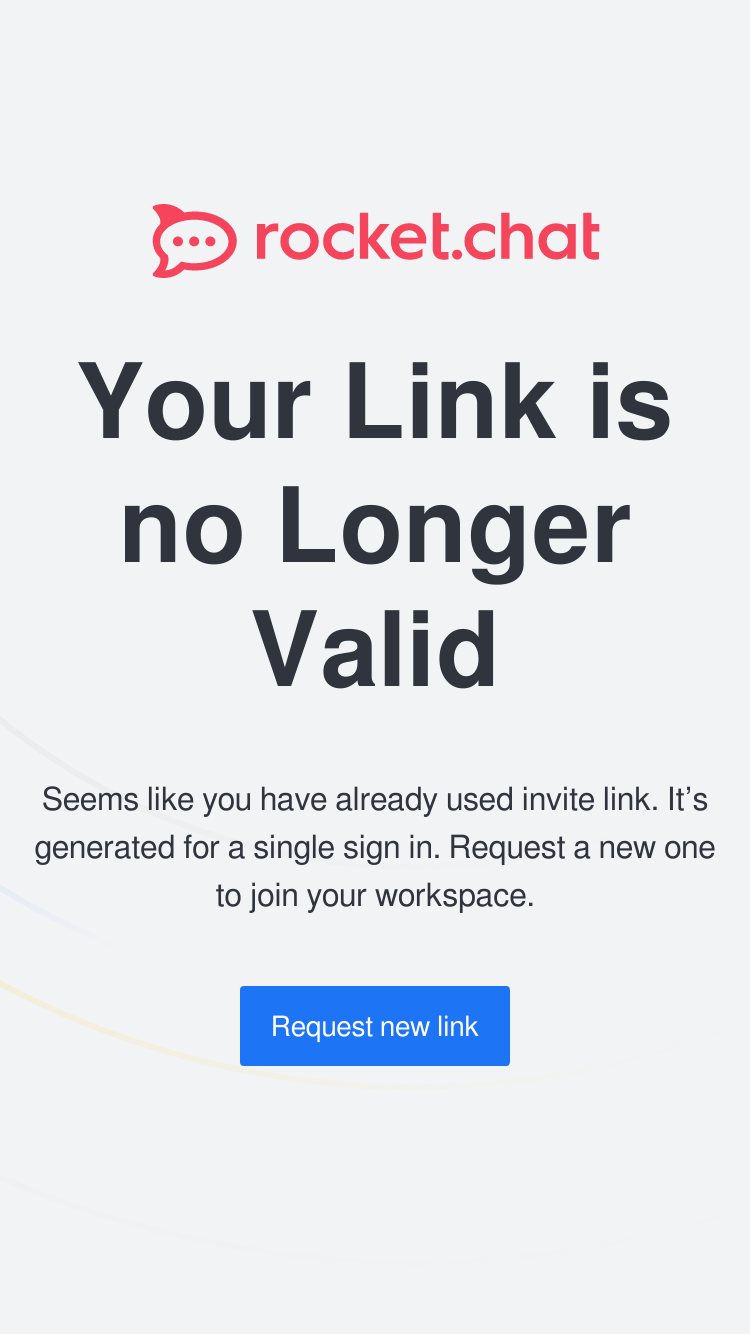 rocket.chat
Your Link is
no Longer
Valid
Seems like you have already used invite link. It’s
generated for a single sign in. Request a new one
to join your workspace.
Request new link